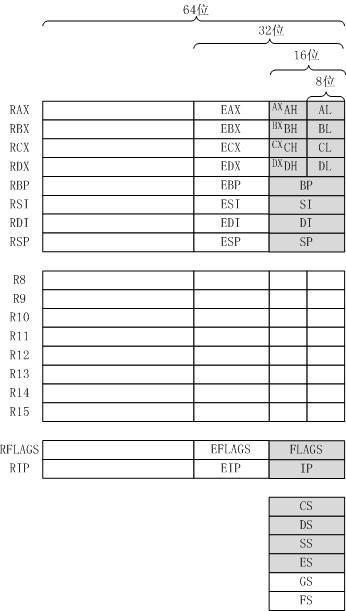 64位
32位
16位
8位
RAX EAX AX AH AL
RBX EBX BX BH BL
RCX ECX CX CH CL
RDX EDX DX DH DL
RBP EBP BP
RSI ESI SI
RDI EDI DI
RSP ESP SP
R8
R9
R10
R11
R12
R13
R14
R15
RFLAGS EFLAGS FLAGS
RIP EIP IP
CS
DS
SS
ES
GS
FS